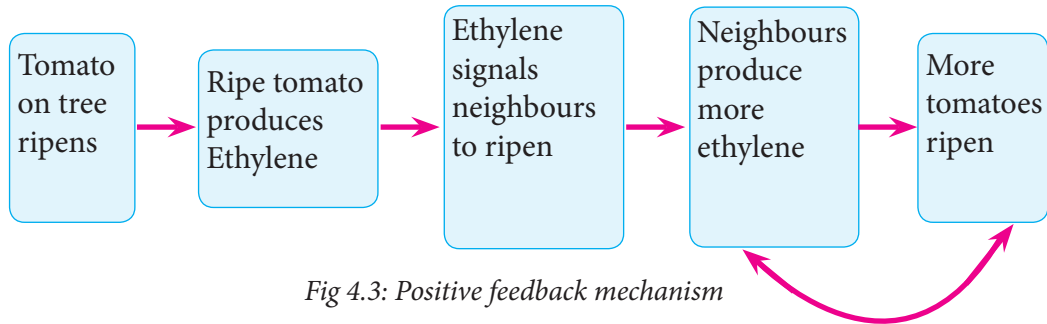 Tomato
on tree
ripens
Ripe tomato
produces
Ethylene
Ethylene
signals
neighbours
to ripen
Neighbours
produce
more
ethylene
More
tomatoes
ripen
Fig 4.3: Positive feedback mechanism